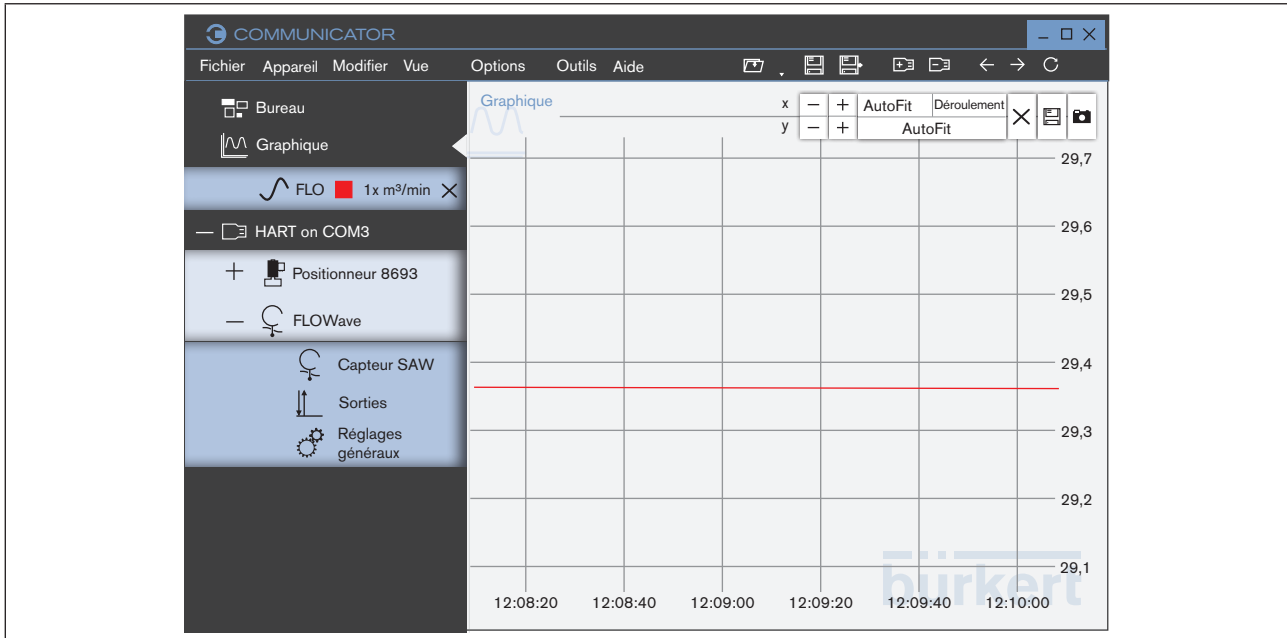 COMMUNICATOR
Fichier Appareil Modifier Vue Options Outils Aide
Bureau
Graphique
FLO 1x m³/min
HART on COM3
Positionneur 8693
FLOWave
Capteur SAW
Sorties
Réglages
généraux
Graphique
x − + AutoFit Déroulement
y − + AutoFit
29,7
29,6
29,5
29,4
29,3
29,2
29,1
12:08:20 12:08:40 12:09:00 12:09:20 12:09:40 12:10:00
bürkert